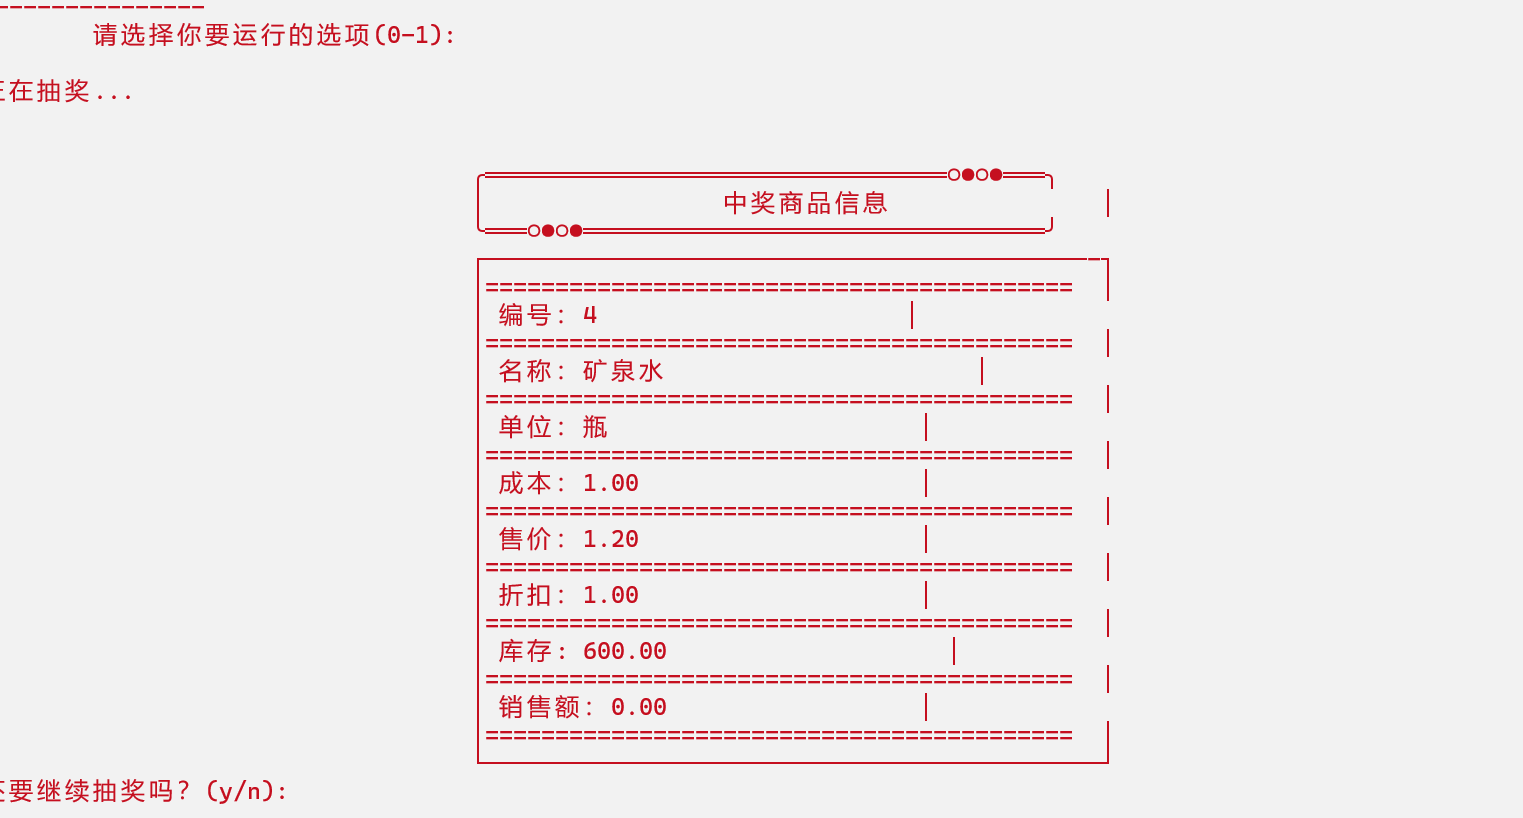 请选择你要运行的选项(0-1):
在抽奖...
中奖商品信息
编号: 4
名称: 矿泉水
单位: 瓶
成本: 1.00
售价: 1.20
折扣: 1.00
库存: 600.00
销售额: 0.00
要继续抽奖吗? (y/n):